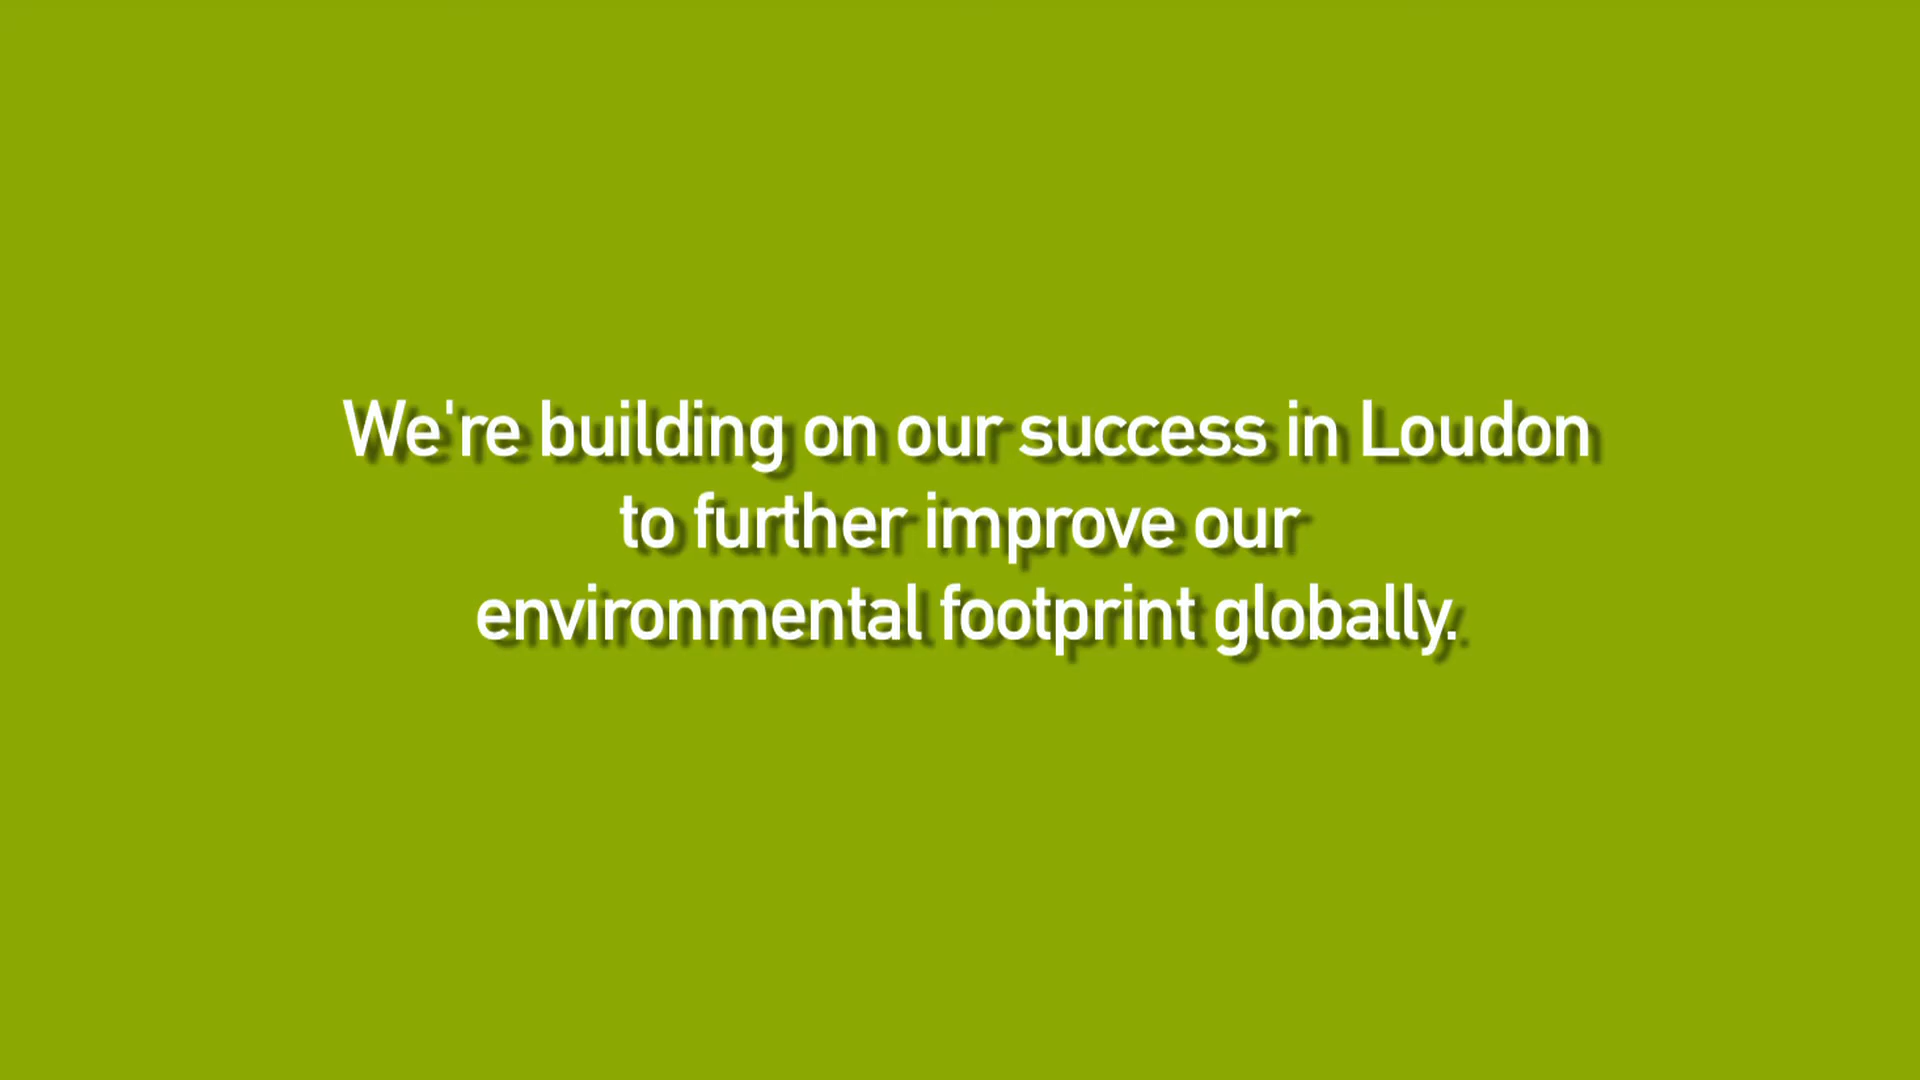 We're building on our success in Loudon
to further improve our
environmental footprint globally.